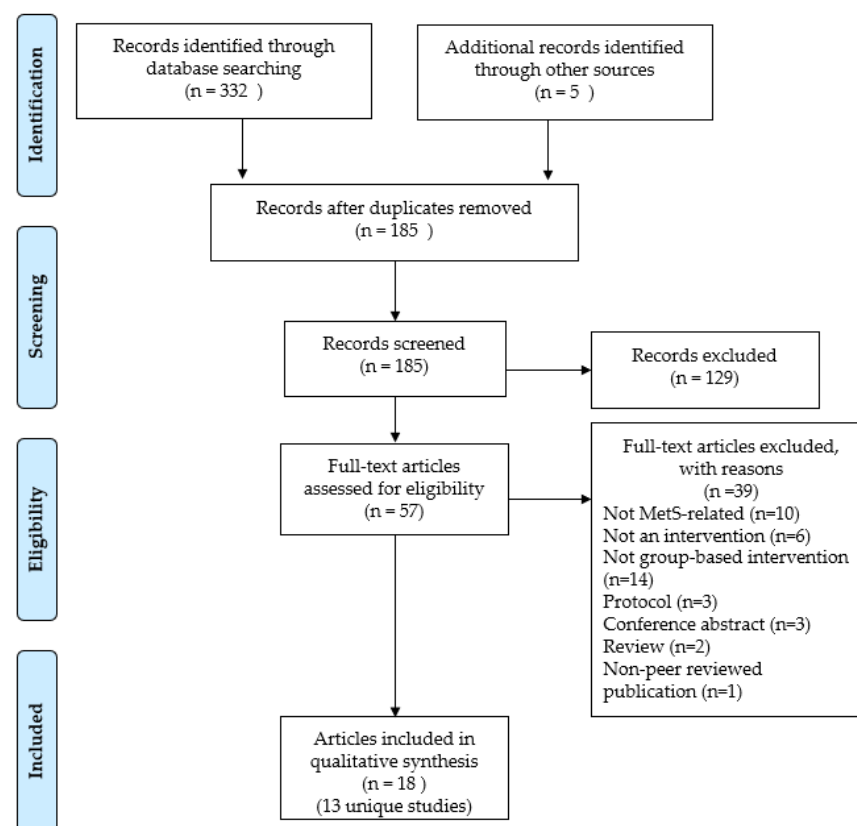 Identification
Records identified through
database searching
(n = 332 )
Additional records identified
through other sources
(n = 5 )
Records after duplicates removed
(n = 185 )
Screening
Records screened
(n = 185)
Records excluded
(n = 129)
Eligibility
Full-text articles
assessed for eligibility
(n = 57)
Full-text articles excluded,
with reasons
(n =39)
Not MetS-related (n=10)
Not an intervention (n=6)
Not group-based intervention
(n=14)
Protocol (n=3)
Conference abstract (n=3)
Review (n=2)
Non-peer reviewed
publication (n=1)
Included
Articles included in
qualitative synthesis
(n = 18 )
(13 unique studies)